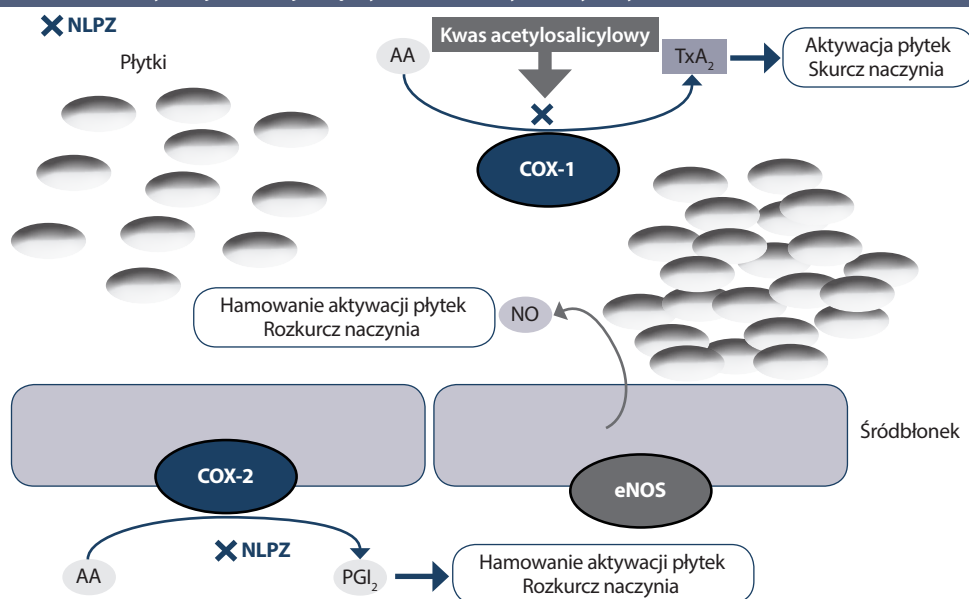 NLPZ
Płytki
Kwas acetylosalicylowy
AA
TxA₂
Aktywacja płytek
Skurcz naczynia
COX-1
Hamowanie aktywacji płytek
Rozkurcz naczynia
NO
Śródbłonek
COX-2
eNOS
NLPZ
AA
PGI₂
Hamowanie aktywacji płytek
Rozkurcz naczynia